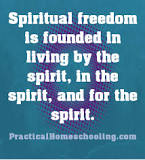 Spiritual freedom
is founded in
living by the
spirit, in the
spirit, and for the
spirit.
PracticalHomeschooling.com